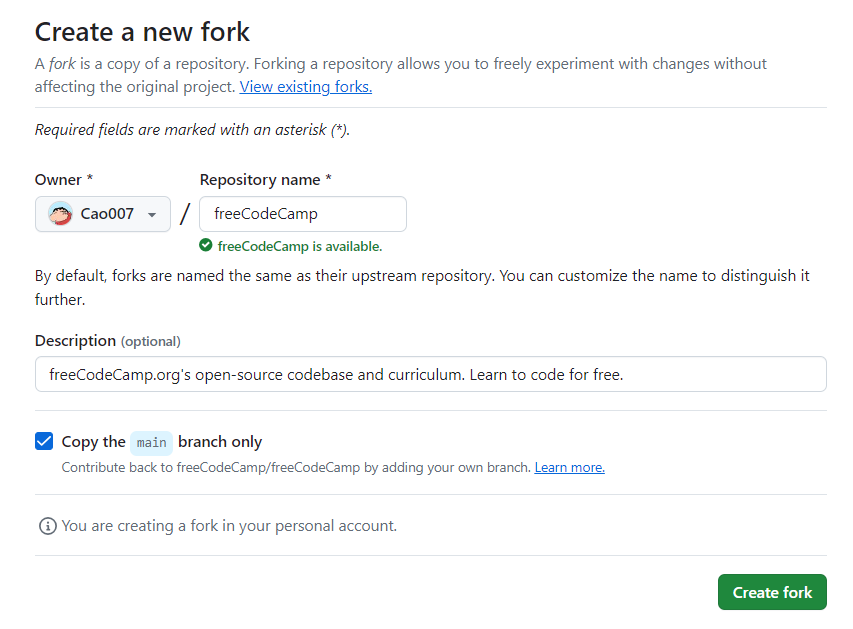 Create a new fork
A fork is a copy of a repository. Forking a repository allows you to freely experiment with changes without
affecting the original project. View existing forks.
Required fields are marked with an asterisk (*).
Owner * Repository name *
Cao007 / freeCodeCamp
freeCodeCamp is available.
By default, forks are named the same as their upstream repository. You can customize the name to distinguish it
further.
Description (optional)
freeCodeCamp.org's open-source codebase and curriculum. Learn to code for free.
Copy the main branch only
Contribute back to freeCodeCamp/freeCodeCamp by adding your own branch. Learn more.
You are creating a fork in your personal account.
Create fork